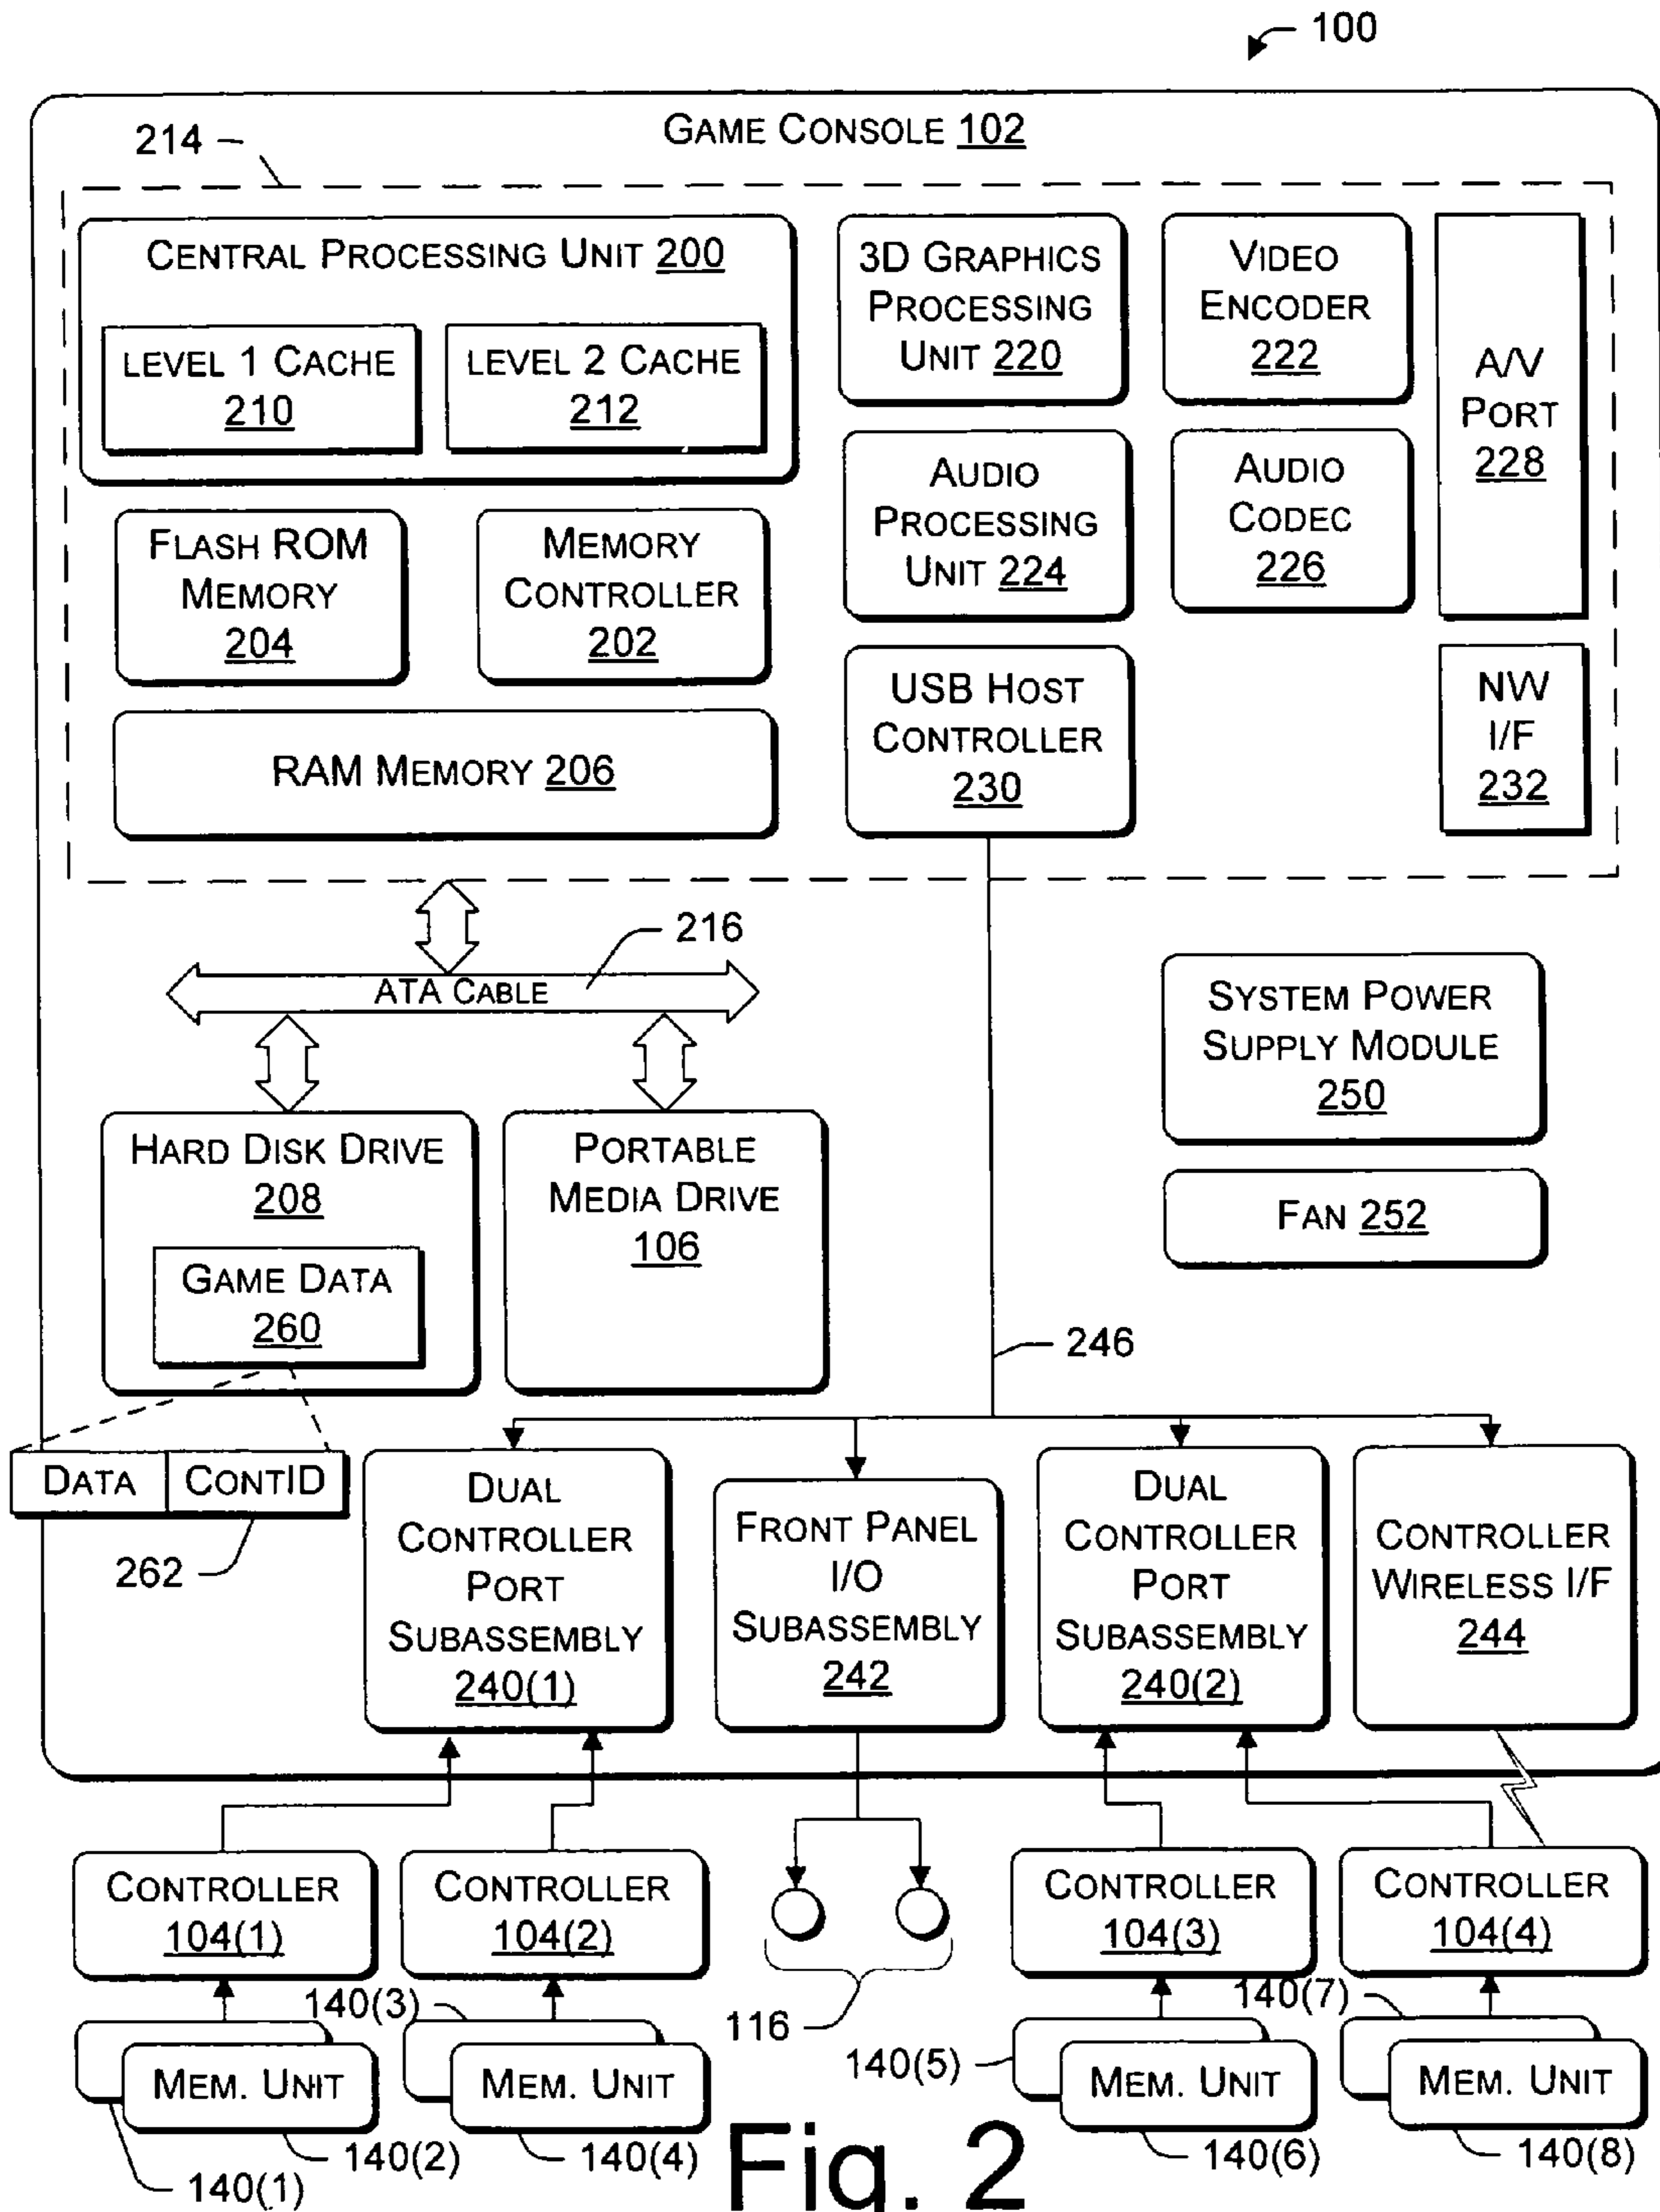 100
GAME CONSOLE 102
214
CENTRAL PROCESSING UNIT 200
LEVEL 1 CACHE
210
LEVEL 2 CACHE
212
3D GRAPHICS
PROCESSING
UNIT 220
VIDEO
ENCODER
222
A/V
PORT
228
FLASH ROM
MEMORY
204
MEMORY
CONTROLLER
202
AUDIO
PROCESSING
UNIT 224
AUDIO
CODEC
226
RAM MEMORY 206
USB HOST
CONTROLLER
230
NW
I/F
232
216
ATA CABLE
SYSTEM POWER
SUPPLY MODULE
250
HARD DISK DRIVE
208
GAME DATA
260
PORTABLE
MEDIA DRIVE
106
FAN 252
246
DATA
CONTID
262
DUAL
CONTROLLER
PORT
SUBASSEMBLY
240(1)
FRONT PANEL
I/O
SUBASSEMBLY
242
DUAL
CONTROLLER
PORT
SUBASSEMBLY
240(2)
CONTROLLER
WIRELESS I/F
244
CONTROLLER
104(1)
CONTROLLER
104(2)
CONTROLLER
104(3)
CONTROLLER
104(4)
140(3)
116
140(7)
140(5)
MEM. UNIT
MEM. UNIT
MEM. UNIT
MEM. UNIT
140(1)
140(2)
140(4)
140(6)
140(8)
Fig. 2